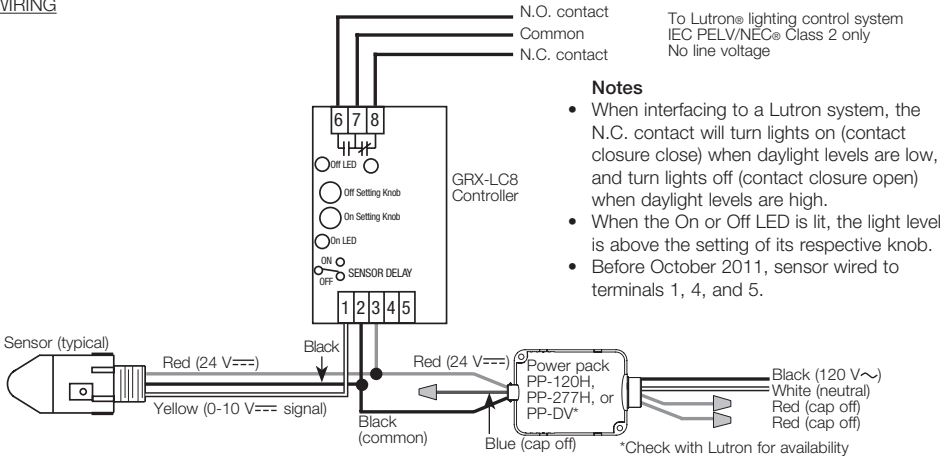 WIRING
N.O. contact
Common
N.C. contact
To Lutron® lighting control system
IEC PELV/NEC® Class 2 only
No line voltage
Notes
• When interfacing to a Lutron system, the
N.C. contact will turn lights on (contact
closure close) when daylight levels are low,
and turn lights off (contact closure open)
when daylight levels are high.
• When the On or Off LED is lit, the light level
is above the setting of its respective knob.
• Before October 2011, sensor wired to
terminals 1, 4, and 5.
6 7 8
Off LED
Off Setting Knob
On Setting Knob
On LED
ON
OFF
SENSOR DELAY
1 2 3 4 5
GRX-LC8
Controller
Sensor (typical)
Red (24 V⎓)
Black
Yellow (0-10 V⎓ signal)
Black
(common)
Red (24 V⎓)
Blue (cap off)
Power pack
PP-120H,
PP-277H, or
PP-DV*
Black (120 V~)
White (neutral)
Red (cap off)
Red (cap off)
*Check with Lutron for availability